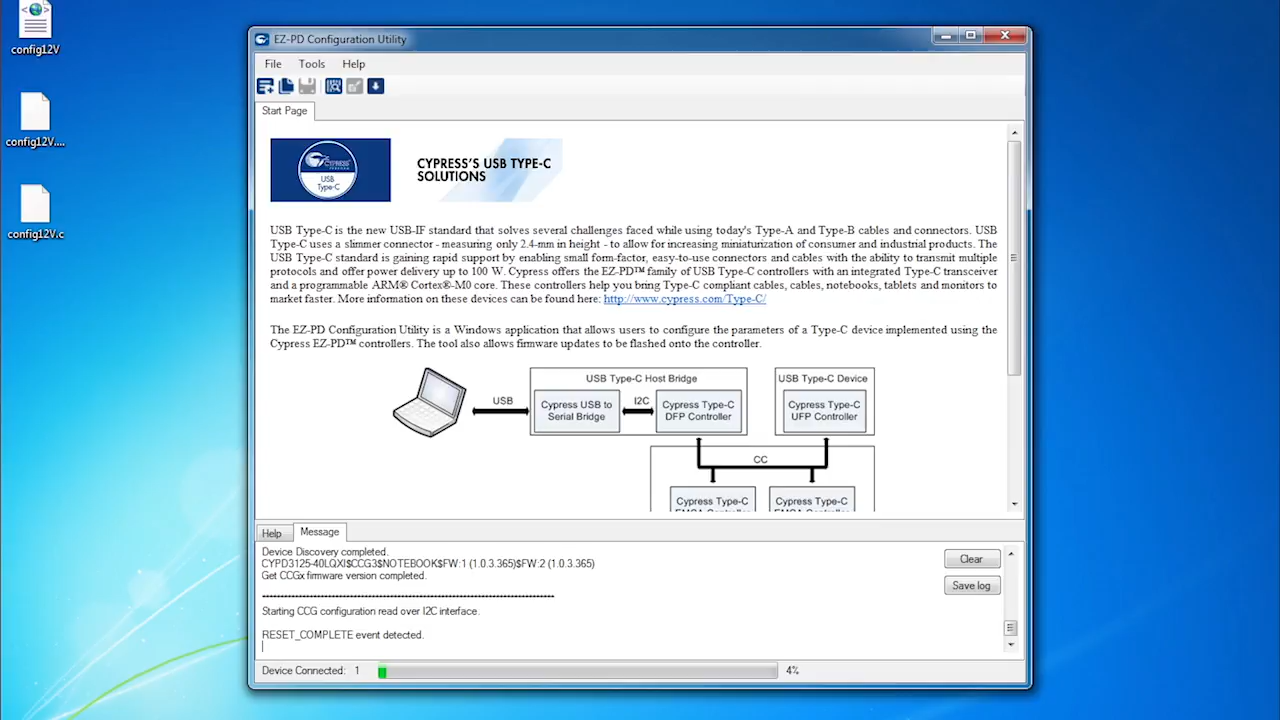 config12V
config12V....
config12V.c
EZ-PD Configuration Utility
File Tools Help
Start Page
CYPRESS
USB
Type-C
CYPRESS'S USB TYPE-C
SOLUTIONS
USB Type-C is the new USB-IF standard that solves several challenges faced while using today's Type-A and Type-B cables and connectors. USB
Type-C uses a slimmer connector - measuring only 2.4-mm in height - to allow for increasing miniaturization of consumer and industrial products. The
USB Type-C standard is gaining rapid support by enabling small form-factor, easy-to-use connectors and cables with the ability to transmit multiple
protocols and offer power delivery up to 100 W. Cypress offers the EZ-PD™ family of USB Type-C controllers with an integrated Type-C transceiver
and a programmable ARM® Cortex®-M0 core. These controllers help you bring Type-C compliant cables, cables, notebooks, tablets and monitors to
market faster. More information on these devices can be found here: http://www.cypress.com/Type-C/
The EZ-PD Configuration Utility is a Windows application that allows users to configure the parameters of a Type-C device implemented using the
Cypress EZ-PD™ controllers. The tool also allows firmware updates to be flashed onto the controller.
USB Type-C Host Bridge
USB Type-C Device
USB
Cypress USB to
Serial Bridge
I2C
Cypress Type-C
DFP Controller
Cypress Type-C
UFP Controller
CC
Cypress Type-C
EMCA Controller
Cypress Type-C
EMCA Controller
Help Message
Device Discovery completed.
CYPD3125-40LQXI$CCG3$NOTEBOOK$FW:1 (1.0.3.365)$FW:2 (1.0.3.365)
Get CCGx firmware version completed.
--------------------------------------------------------------------------------
Starting CCG configuration read over I2C interface.
RESET_COMPLETE event detected.
Clear
Save log
Device Connected: 1
4%